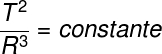 T²/R³ = constante